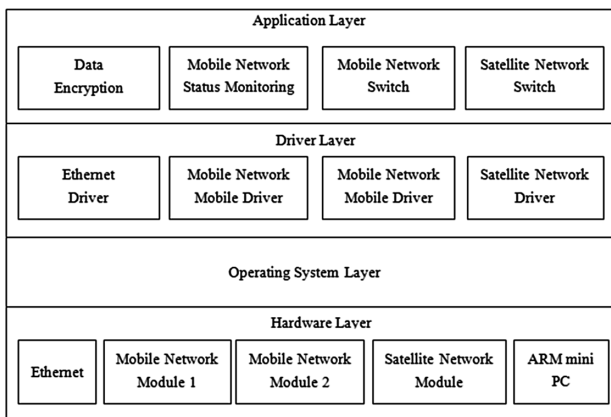 Application Layer
Data
Encryption
Mobile Network
Status Monitoring
Mobile Network
Switch
Satellite Network
Switch
Driver Layer
Ethernet
Driver
Mobile Network
Mobile Driver
Mobile Network
Mobile Driver
Satellite Network
Driver
Operating System Layer
Hardware Layer
Ethernet
Mobile Network
Module 1
Mobile Network
Module 2
Satellite Network
Module
ARM mini
PC